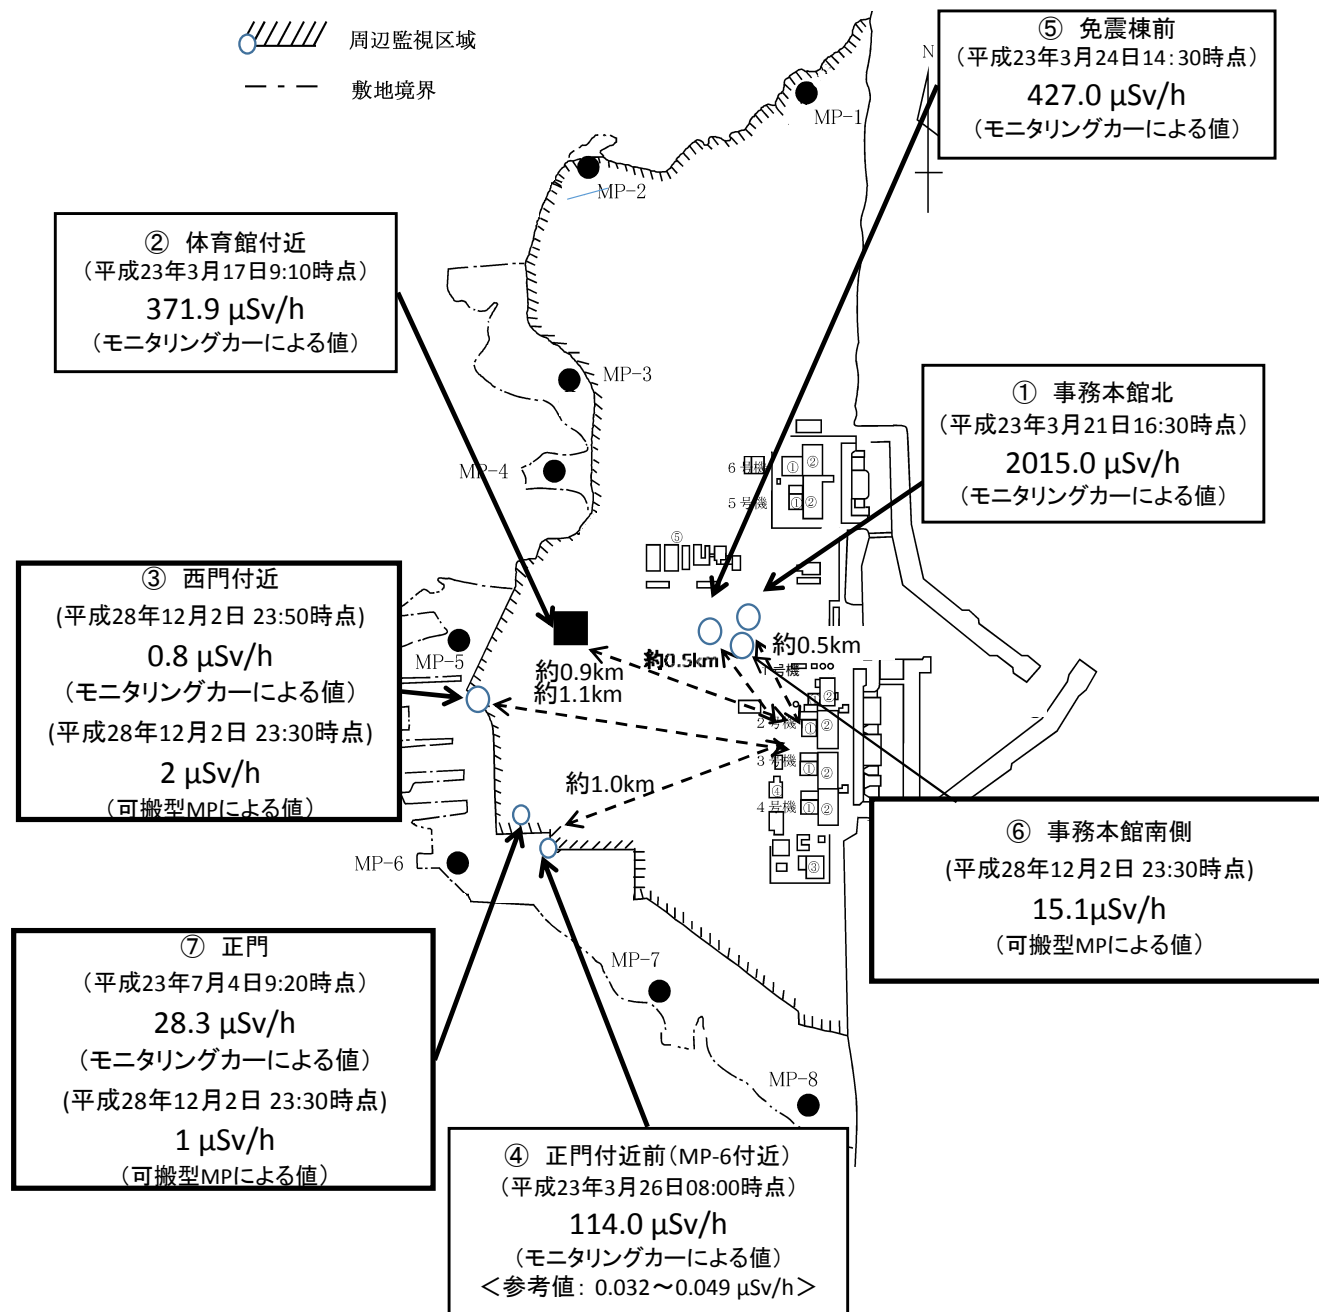 周辺監視区域
敷地境界
⑤ 免震棟前
(平成23年3月24日14:30時点)
427.0 μSv/h
(モニタリングカーによる値)
N
MP-1
MP-2
② 体育館付近
(平成23年3月17日9:10時点)
371.9 μSv/h
(モニタリングカーによる値)
MP-3
MP-4
① 事務本館北
(平成23年3月21日16:30時点)
2015.0 μSv/h
(モニタリングカーによる値)
6号機
①
②
5号機
①
②
⑤
③ 西門付近
(平成28年12月2日 23:50時点)
0.8 μSv/h
(モニタリングカーによる値)
(平成28年12月2日 23:30時点)
2 μSv/h
(可搬型MPによる値)
MP-5
約0.9km
約1.1km
約0.5km
約0.5km
1号機
②
2号機
①
②
3号機
①
②
④
4号機
①
②
③
約1.0km
MP-6
⑥ 事務本館南側
(平成28年12月2日 23:30時点)
15.1μSv/h
(可搬型MPによる値)
⑦ 正門
(平成23年7月4日9:20時点)
28.3 μSv/h
(モニタリングカーによる値)
(平成28年12月2日 23:30時点)
1 μSv/h
(可搬型MPによる値)
MP-7
MP-8
④ 正門付近前(MP-6付近)
(平成23年3月26日08:00時点)
114.0 μSv/h
(モニタリングカーによる値)
<参考値: 0.032~0.049 μSv/h>